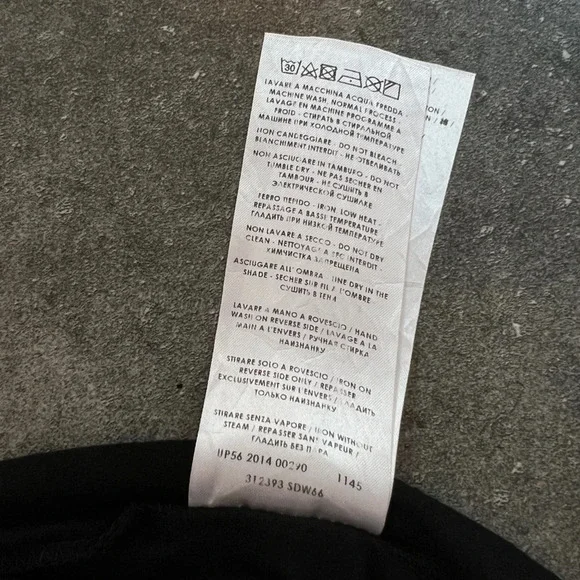 30
LAVARE A MACCHINA ACQUA FREDDA
MACHINE WASH, NORMAL PROCESS -
LAVAGE EN MACHINE PROGRAMME A
FROID - СТИРАТЬ В СТИРАЛЬНОЙ
МАШИНЕ ПРИ ХОЛОДНОЙ ТЕМПЕРАТУРЕ
NON CANDEGGIARE - DO NOT BLEACH
BLANCHIMENT INTERDIT - НЕ ОТБЕЛИВАТЬ
NON ASCIUGARE IN TAMBURO - DO NOT
TUMBLE DRY - NE PAS SECHER EN
TAMBOUR - НЕ СУШИТЬ В
ЭЛЕКТРИЧЕСКОЙ СУШИЛКЕ
FERRO TIEPIDO - IRON, LOW HEAT -
REPASSAGE A BASSE TEMPERATURE
ГЛАДИТЬ ПРИ НИЗКОЙ ТЕМПЕРАТУРЕ
NON LAVARE A SECCO - DO NOT DRY
CLEAN - NETTOYAGE A SEC INTERDIT -
ХИМЧИСТКА ЗАПРЕЩЕНА
ASCIUGARE ALL'OMBRA - LINE DRY IN THE
SHADE - SECHER SUR FIL A L'OMBRE
СУШИТЬ В ТЕНИ
LAVARE A MANO A ROVESCIO / HAND
WASH ON REVERSE SIDE / LAVAGE A LA
MAIN A L'ENVERS / РУЧНАЯ СТИРКА
НАИЗНАНКУ
STIRARE SOLO A ROVESCIO / IRON ON
REVERSE SIDE ONLY / REPASSER
EXCLUSIVEMENT SUR L'ENVERS / ГЛАДИТЬ
ТОЛЬКО НАИЗНАНКУ
STIRARE SENZA VAPORE / IRON WITHOUT
STEAM / REPASSER SANS VAPEUR /
ГЛАДИТЬ БЕЗ ПАРА
UP56 2014 00290 1145
312393 SDW66